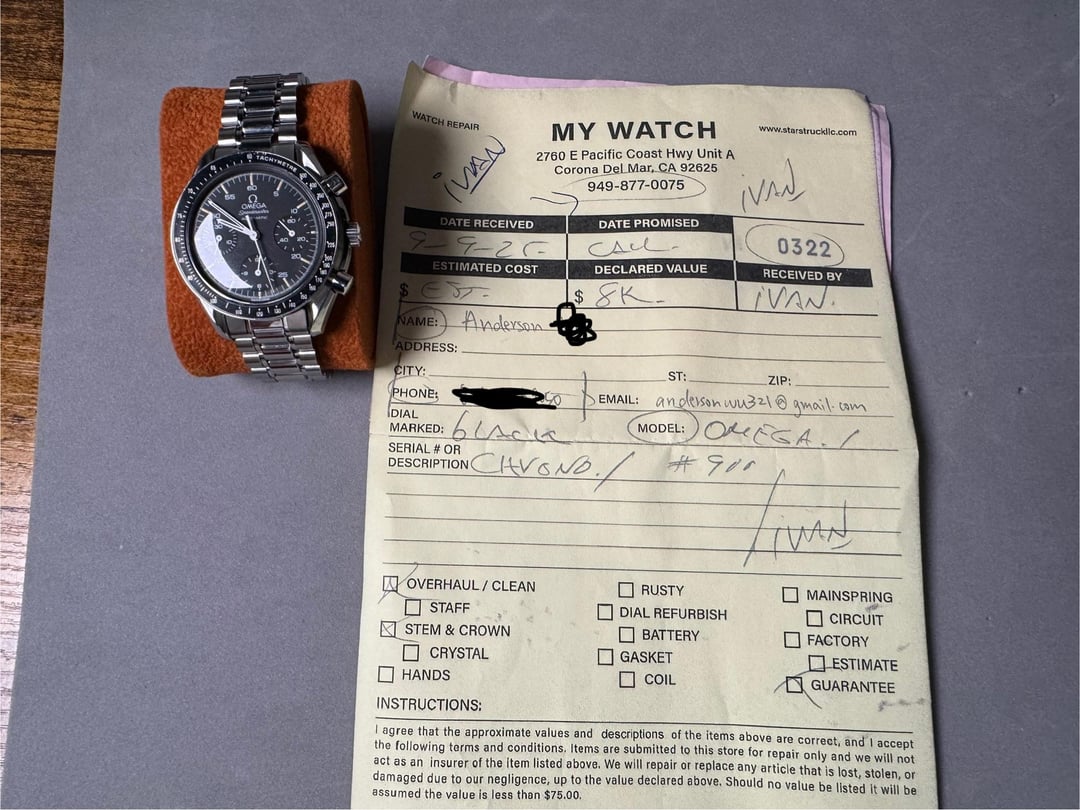 TACHYMETRE
60
55
5
10
Ω
OMEGA
Speedmaster
WATCH REPAIR
MY WATCH
www.starstruckllc.com
2760 E Pacific Coast Hwy Unit A
Corona Del Mar, CA 92625
949-877-0075
IVAN
IVAN
DATE RECEIVED DATE PROMISED
9-9-25 CALL 0322
ESTIMATED COST DECLARED VALUE RECEIVED BY
$ EST. $ 8K. IVAN.
NAME: Anderson
ADDRESS:
CITY: ST: ZIP:
PHONE: 50 EMAIL: andersonwu321@gmail.com
DIAL
MARKED: bLACK MODEL: OMEGA. /
SERIAL # OR
DESCRIPTION CHVONO. /
/IVAN
OVERHAUL / CLEAN RUSTY MAINSPRING
STAFF DIAL REFURBISH CIRCUIT
STEM & CROWN BATTERY FACTORY
CRYSTAL GASKET ESTIMATE
HANDS COIL GUARANTEE
INSTRUCTIONS:
I agree that the approximate values and descriptions of the items above are correct, and I accept
the following terms and conditions. Items are submitted to this store for repair only and we will not
act as an insurer of the item listed above. We will repair or replace any article that is lost, stolen, or
damaged due to our negligence, up to the value declared above. Should no value be listed it will be
assumed the value is less than $75.00.